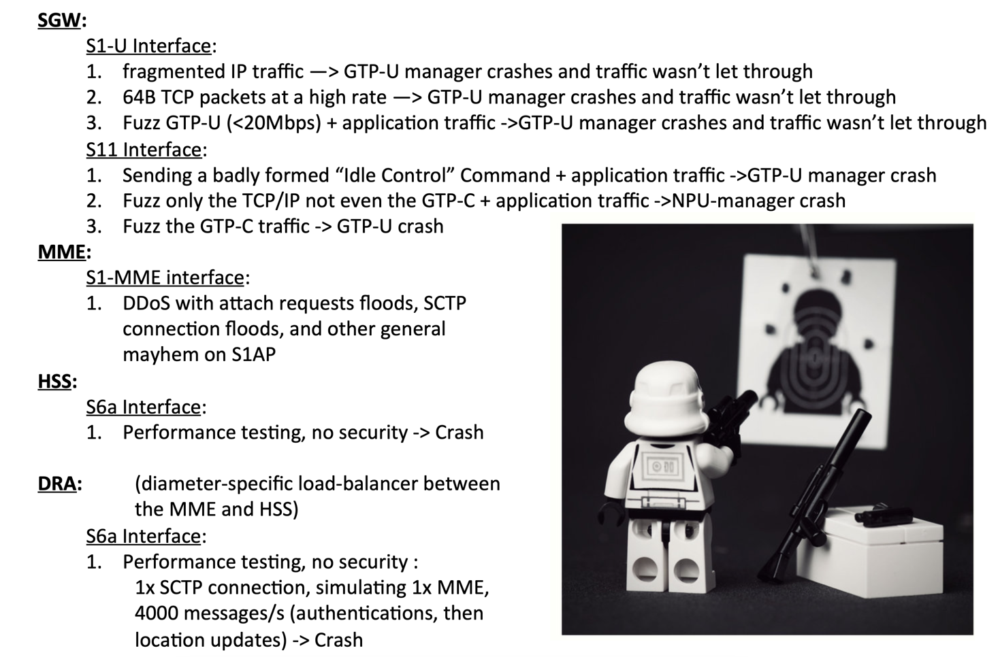 SGW:
S1-U Interface:
1. fragmented IP traffic —> GTP-U manager crashes and traffic wasn’t let through
2. 64B TCP packets at a high rate —> GTP-U manager crashes and traffic wasn’t let through
3. Fuzz GTP-U (<20Mbps) + application traffic ->GTP-U manager crashes and traffic wasn’t let through
S11 Interface:
1. Sending a badly formed “Idle Control” Command + application traffic ->GTP-U manager crash
2. Fuzz only the TCP/IP not even the GTP-C + application traffic ->NPU-manager crash
3. Fuzz the GTP-C traffic -> GTP-U crash
MME:
S1-MME interface:
1. DDoS with attach requests floods, SCTP
connection floods, and other general
mayhem on S1AP
HSS:
S6a Interface:
1. Performance testing, no security -> Crash
DRA: (diameter-specific load-balancer between
the MME and HSS)
S6a Interface:
1. Performance testing, no security :
1x SCTP connection, simulating 1x MME,
4000 messages/s (authentications, then
location updates) -> Crash